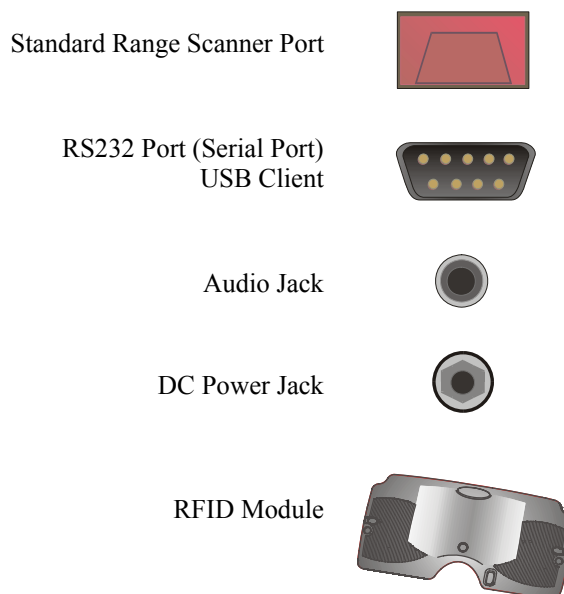 Standard Range Scanner Port
RS232 Port (Serial Port)
USB Client
Audio Jack
DC Power Jack
RFID Module